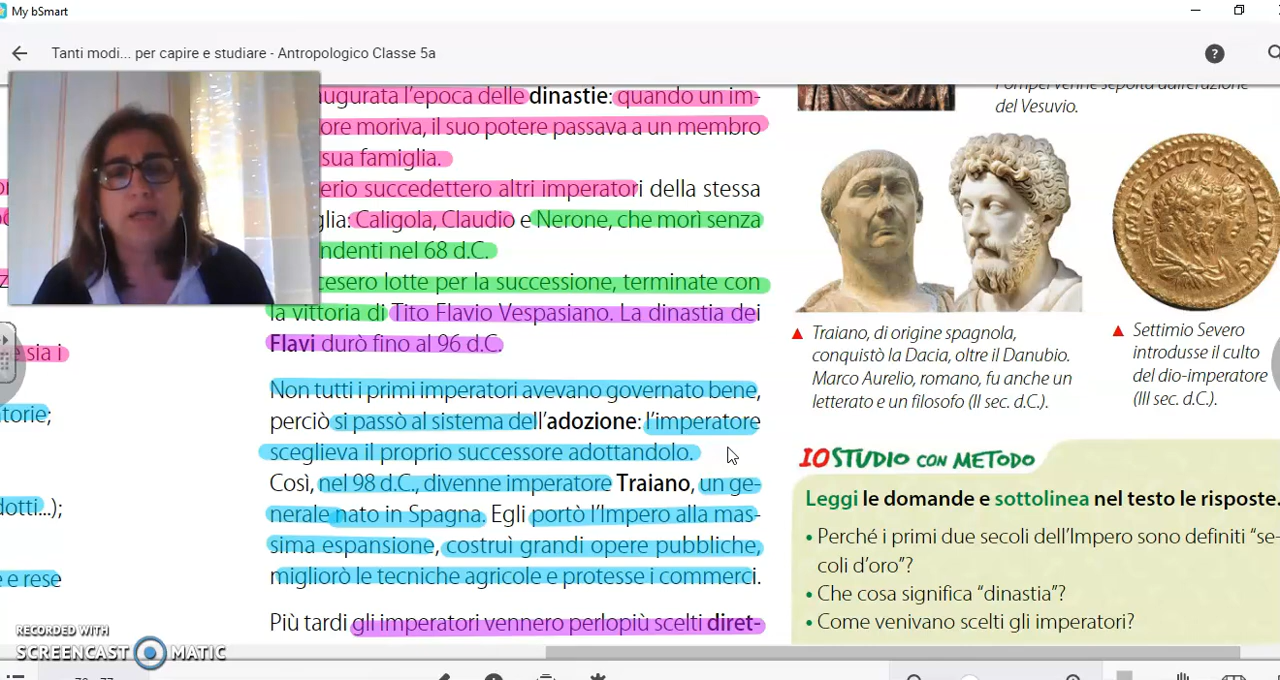 My bSmart
Tanti modi... per capire e studiare - Antropologico Classe 5a
?
augurata l'epoca delle dinastie: quando un im-
ore moriva, il suo potere passava a un membro
sua famiglia.
erio succedettero altri imperatori della stessa
glia: Caligola, Claudio e Nerone, che morì senza
ndenti nel 68 d.C.
cesero lotte per la successione, terminate con
la vittoria di Tito Flavio Vespasiano. La dinastia dei
Flavi durò fino al 96 d.C.
Non tutti i primi imperatori avevano governato bene,
perciò si passò al sistema dell'adozione: l'imperatore
sceglieva il proprio successore adottandolo.
Così, nel 98 d.C., divenne imperatore Traiano, un ge-
nerale nato in Spagna. Egli portò l'Impero alla mas-
sima espansione, costruì grandi opere pubbliche,
migliorò le tecniche agricole e protesse i commerci.
Più tardi gli imperatori vennero perlopiù scelti diret-
e sia i
atorie;
dotti...);
e e rese
Pompei venne sepolta dall'eruzione
del Vesuvio.
Traiano, di origine spagnola,
conquistò la Dacia, oltre il Danubio.
Marco Aurelio, romano, fu anche un
letterato e un filosofo (II sec. d.C.).
Settimio Severo
introdusse il culto
del dio-imperatore
(III sec. d.C.).
IO STUDIO CON METODO
Leggi le domande e sottolinea nel testo le risposte.
• Perché i primi due secoli dell'Impero sono definiti "se-
coli d'oro"?
• Che cosa significa "dinastia"?
• Come venivano scelti gli imperatori?
RECORDED WITH
SCREENCAST MATIC